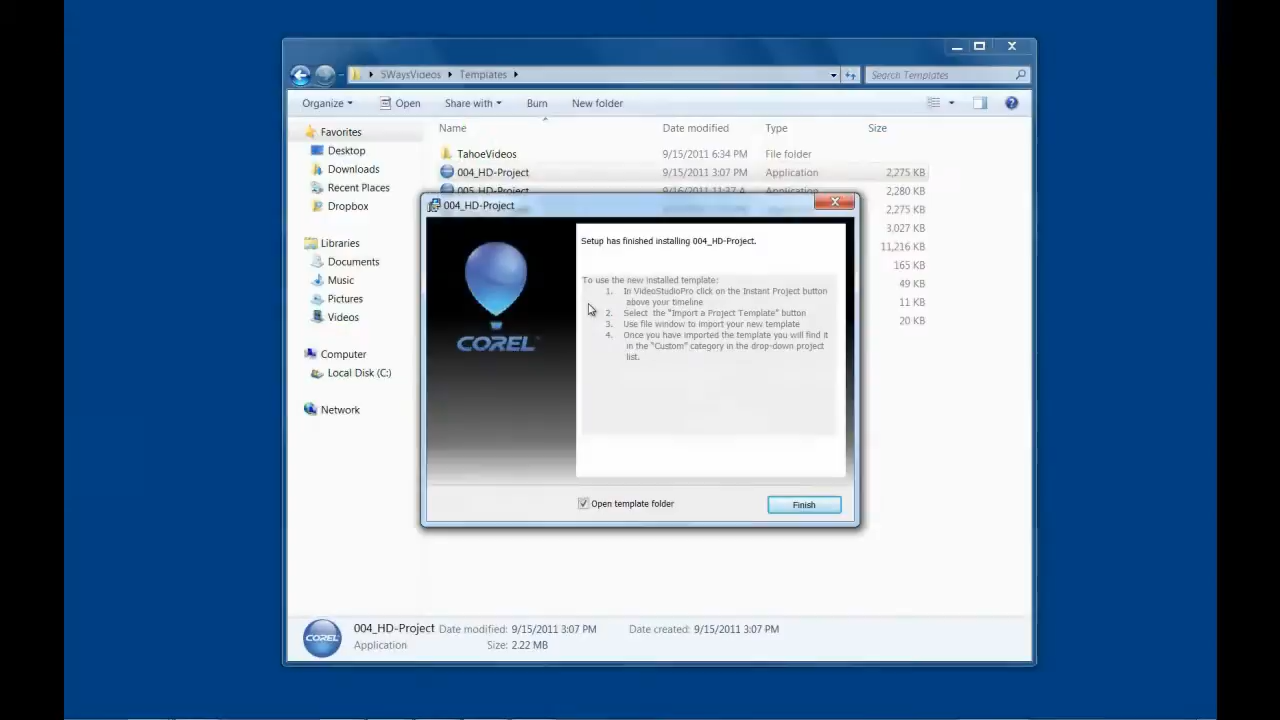 5WaysVideos Templates
Search Templates
Organize Open Share with Burn New folder
Name Date modified Type Size
Favorites
Desktop
Downloads
Recent Places
Dropbox
Libraries
Documents
Music
Pictures
Videos
Computer
Local Disk (C:)
Network
TahoeVideos 9/15/2011 6:34 PM File folder
004_HD-Project 9/15/2011 3:07 PM Application 2,275 KB
005_HD-Project 9/16/2011 11:37 A Application 2,280 KB
2,275 KB
3,027 KB
11,216 KB
165 KB
49 KB
11 KB
20 KB
004_HD-Project
COREL
Setup has finished installing 004_HD-Project.
To use the new installed template:
1. In VideoStudioPro click on the Instant Project button
above your timeline
2. Select the "Import a Project Template" button
3. Use file window to import your new template
4. Once you have imported the template you will find it
in the "Custom" category in the drop-down project
list.
Open template folder
Finish
COREL
004_HD-Project Date modified: 9/15/2011 3:07 PM Date created: 9/15/2011 3:07 PM
Application Size: 2.22 MB